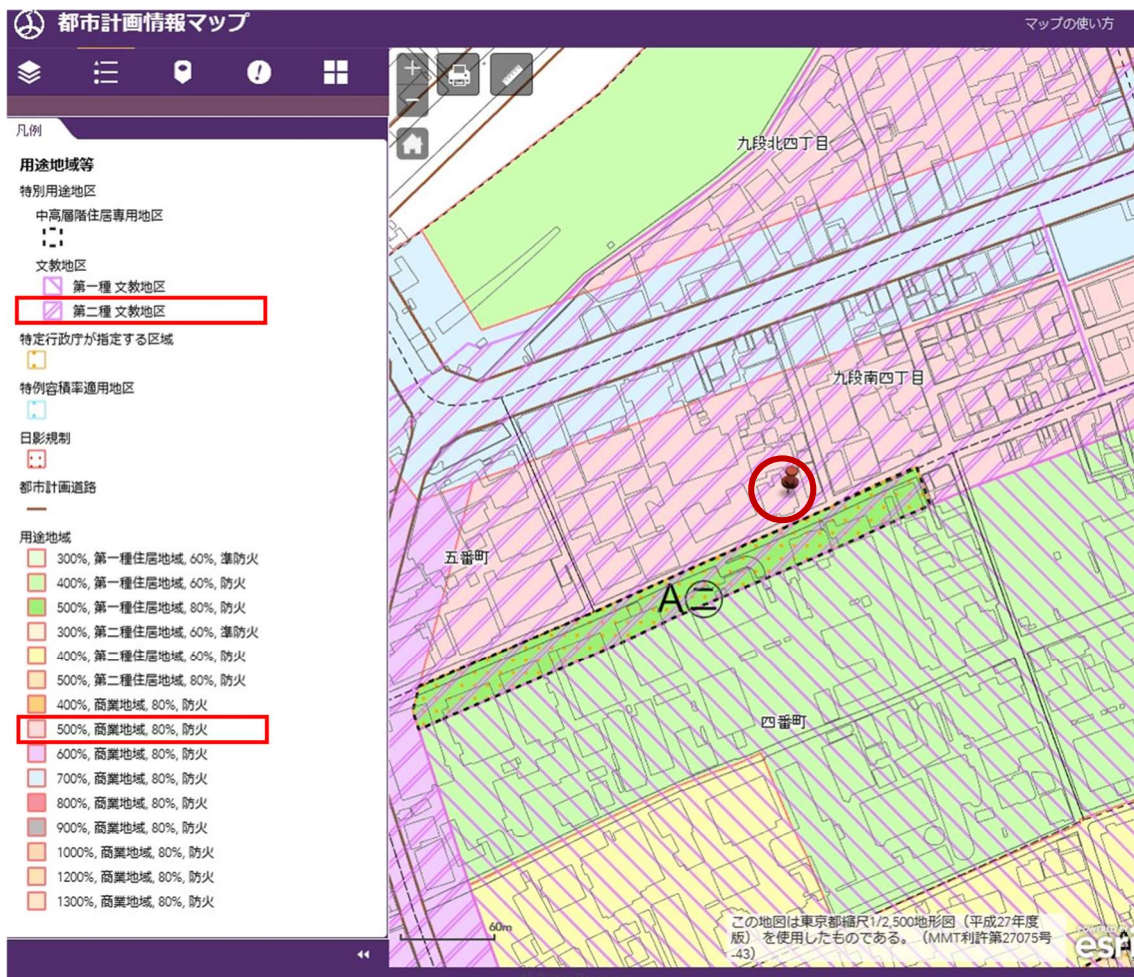 都市計画情報マップ
マップの使い方
凡例
用途地域等
特別用途地区
中高層階住居専用地区
文教地区
第一種 文教地区
第二種 文教地区
特定行政庁が指定する区域
特例容積率適用地区
日影規制
都市計画道路
用途地域
300%, 第一種住居地域, 60%, 準防火
400%, 第一種住居地域, 60%, 防火
500%, 第一種住居地域, 80%, 防火
300%, 第二種住居地域, 60%, 準防火
400%, 第二種住居地域, 60%, 防火
500%, 第二種住居地域, 80%, 防火
400%, 商業地域, 80%, 防火
500%, 商業地域, 80%, 防火
600%, 商業地域, 80%, 防火
700%, 商業地域, 80%, 防火
800%, 商業地域, 80%, 防火
900%, 商業地域, 80%, 防火
1000%, 商業地域, 80%, 防火
1200%, 商業地域, 80%, 防火
1300%, 商業地域, 80%, 防火
九段北四丁目
九段南四丁目
五番町
A㊁
四番町
60m
この地図は東京都縮尺1/2,500地形図（平成27年度
版）を使用したものである。（MMT利許第27075号
-43）
POWERED BY
esri